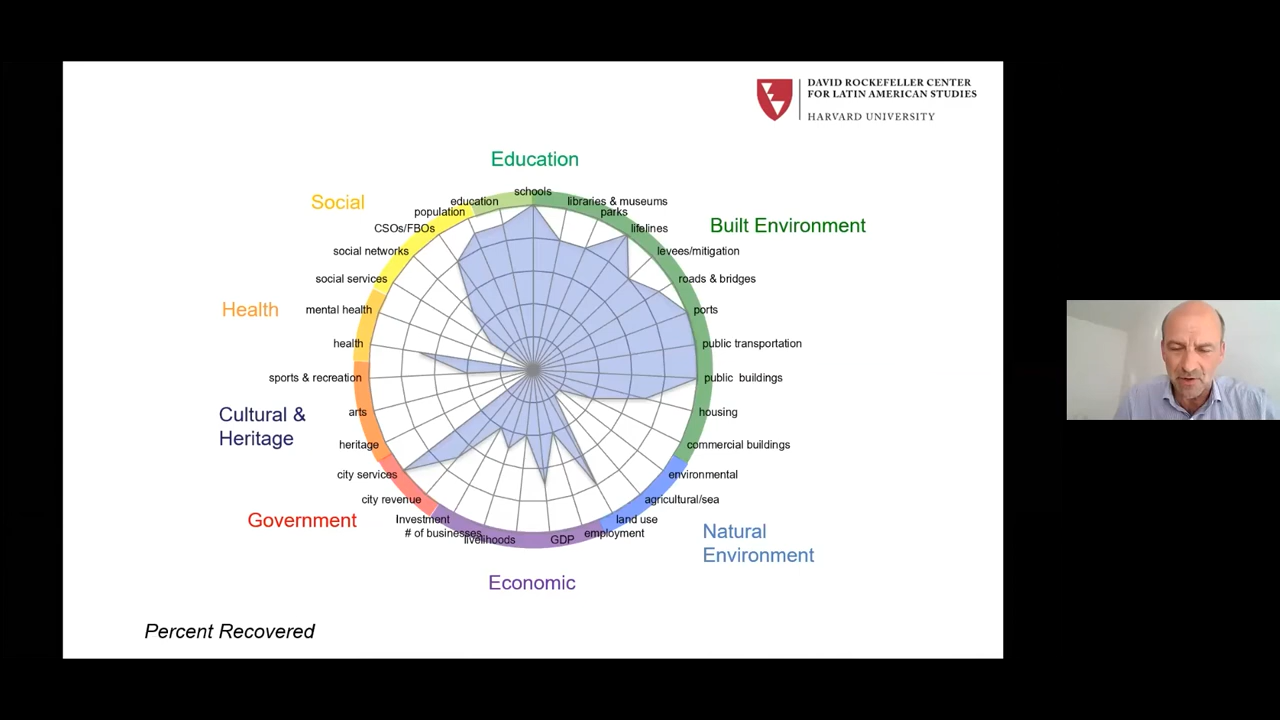 DAVID ROCKEFELLER CENTER
FOR LATIN AMERICAN STUDIES
HARVARD UNIVERSITY
Education
Social
Built Environment
Health
Cultural &
Heritage
Government
Natural
Environment
Economic
schools
libraries & museums
parks
lifelines
levees/mitigation
roads & bridges
ports
public transportation
public buildings
housing
commercial buildings
environmental
agricultural/sea
land use
employment
GDP
livelihoods
# of businesses
Investment
city revenue
city services
heritage
arts
sports & recreation
health
mental health
social services
social networks
CSOs/FBOs
population
education
Percent Recovered